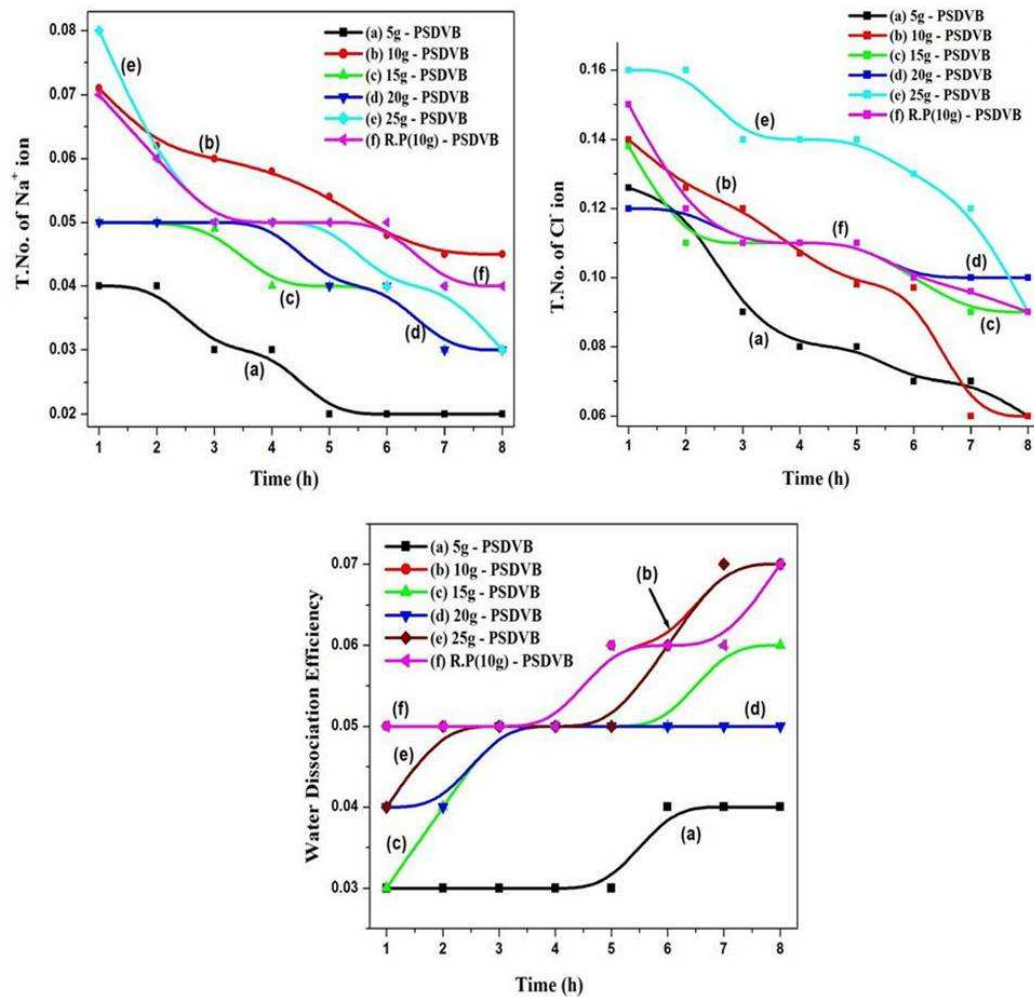 0.08
0.07
0.06
0.05
0.04
0.03
0.02
T.No. of Na⁺ ion
(a) 5g - PSDVB
(b) 10g - PSDVB
(c) 15g - PSDVB
(d) 20g - PSDVB
(e) 25g - PSDVB
(f) R.P(10g) - PSDVB
(e)
(b)
(c)
(f)
(d)
(a)
1 2 3 4 5 6 7 8
Time (h)
0.16
0.14
0.12
0.10
0.08
0.06
T.No. of Cl⁻ ion
(a) 5g - PSDVB
(b) 10g - PSDVB
(c) 15g - PSDVB
(d) 20g - PSDVB
(e) 25g - PSDVB
(f) R.P(10g) - PSDVB
(e)
(b)
(f)
(d)
(c)
(a)
1 2 3 4 5 6 7 8
Time (h)
0.07
0.06
0.05
0.04
0.03
Water Dissociation Efficiency
(a) 5g - PSDVB
(b) 10g - PSDVB
(c) 15g - PSDVB
(d) 20g - PSDVB
(e) 25g - PSDVB
(f) R.P(10g) - PSDVB
(b)
(f)
(d)
(e)
(c)
(a)
1 2 3 4 5 6 7 8
Time (h)